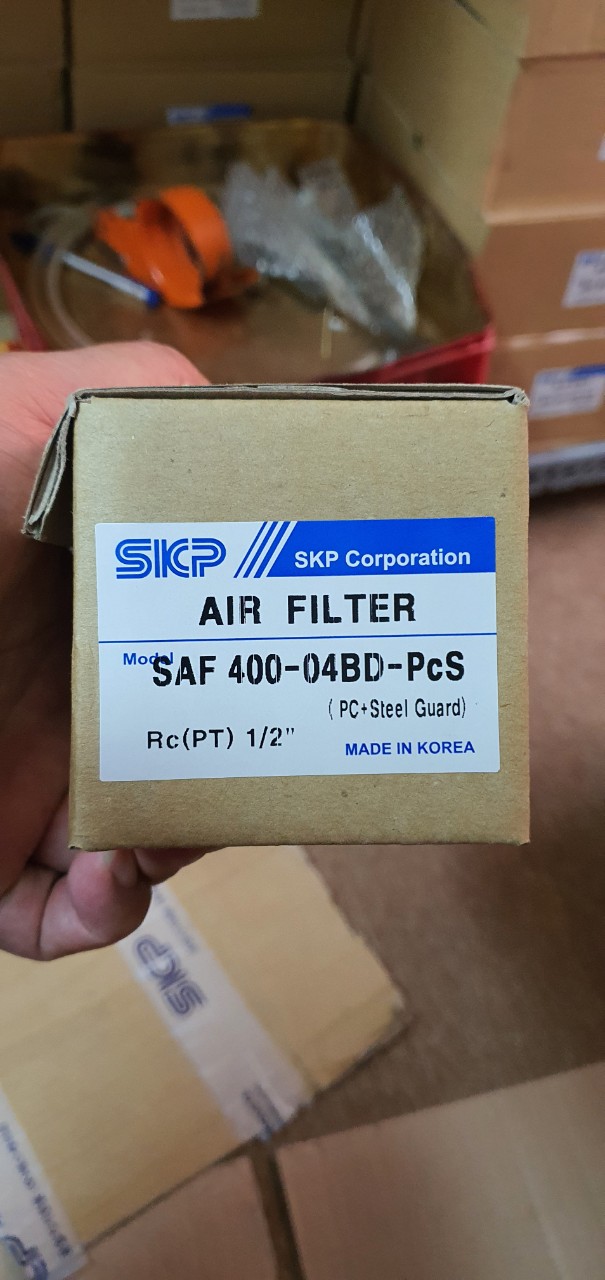 SKP SKP Corporation
AIR FILTER
Model SAF 400-04BD-PcS
(PC+Steel Guard)
Rc(PT) 1/2"
MADE IN KOREA
SKP